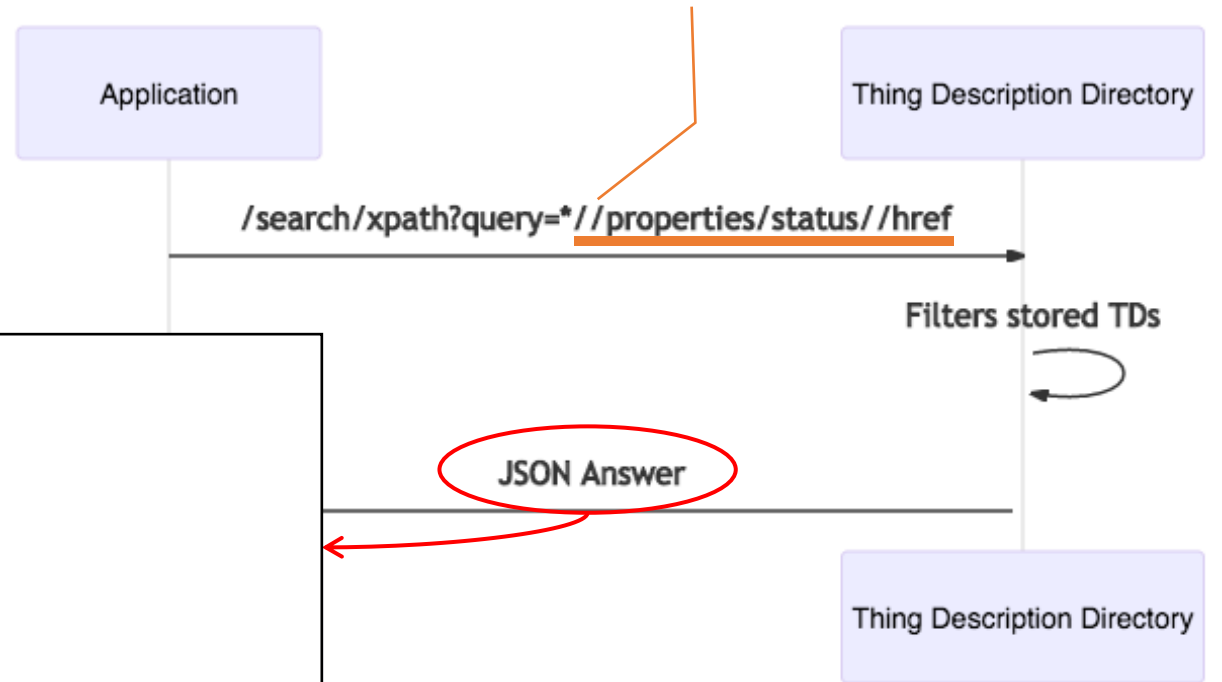 Application
Thing Description Directory
/search/xpath?query=*//properties/status//href
Filters stored TDs
JSON Answer
Thing Description Directory